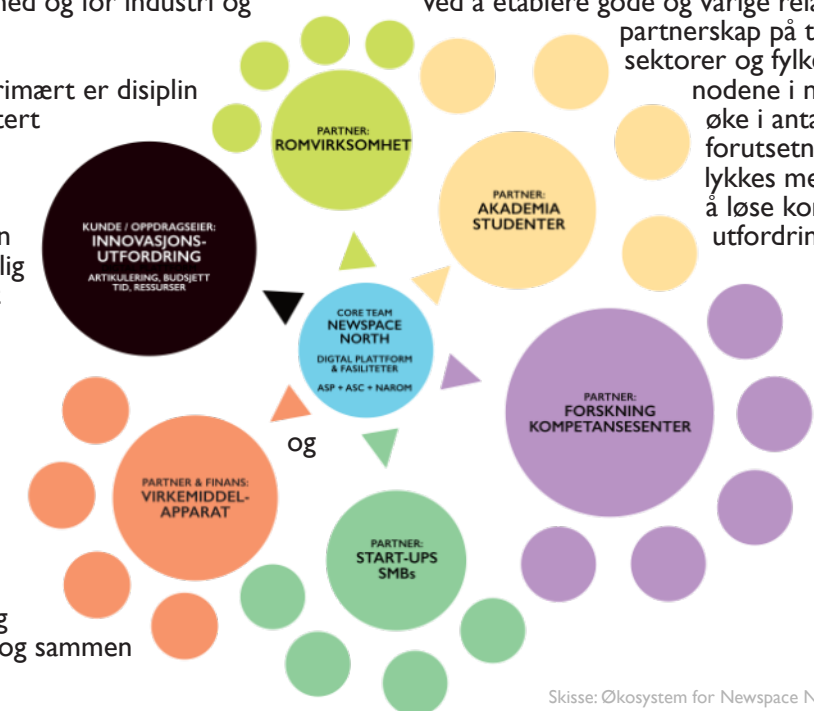 med og for industri og
rimært er disiplin
tert
n
lig
og
g
og sammen
ved å etablere gode og varige rela
partnerskap på t
sektorer og fylke
nodene i n
øke i anta
forutsetn
lykkes me
å løse kor
utfordrin
PARTNER:
ROMVIRKSOMHET
PARTNER:
AKADEMIA
STUDENTER
KUNDE / OPPDRAGSEIER:
INNOVASJONS-
UTFORDRING
ARTIKULERING, BUDSJETT
TID, RESSURSER
CORE TEAM
NEWSPACE
NORTH
DIGTAL PLATTFORM
& FASILITETER
ASP + ASC + NAROM
PARTNER:
FORSKNING
KOMPETANSESENTER
PARTNER & FINANS:
VIRKEMIDDEL-
APPARAT
PARTNER:
START-UPS
SMBs
Skisse: Økosystem for Newspace N